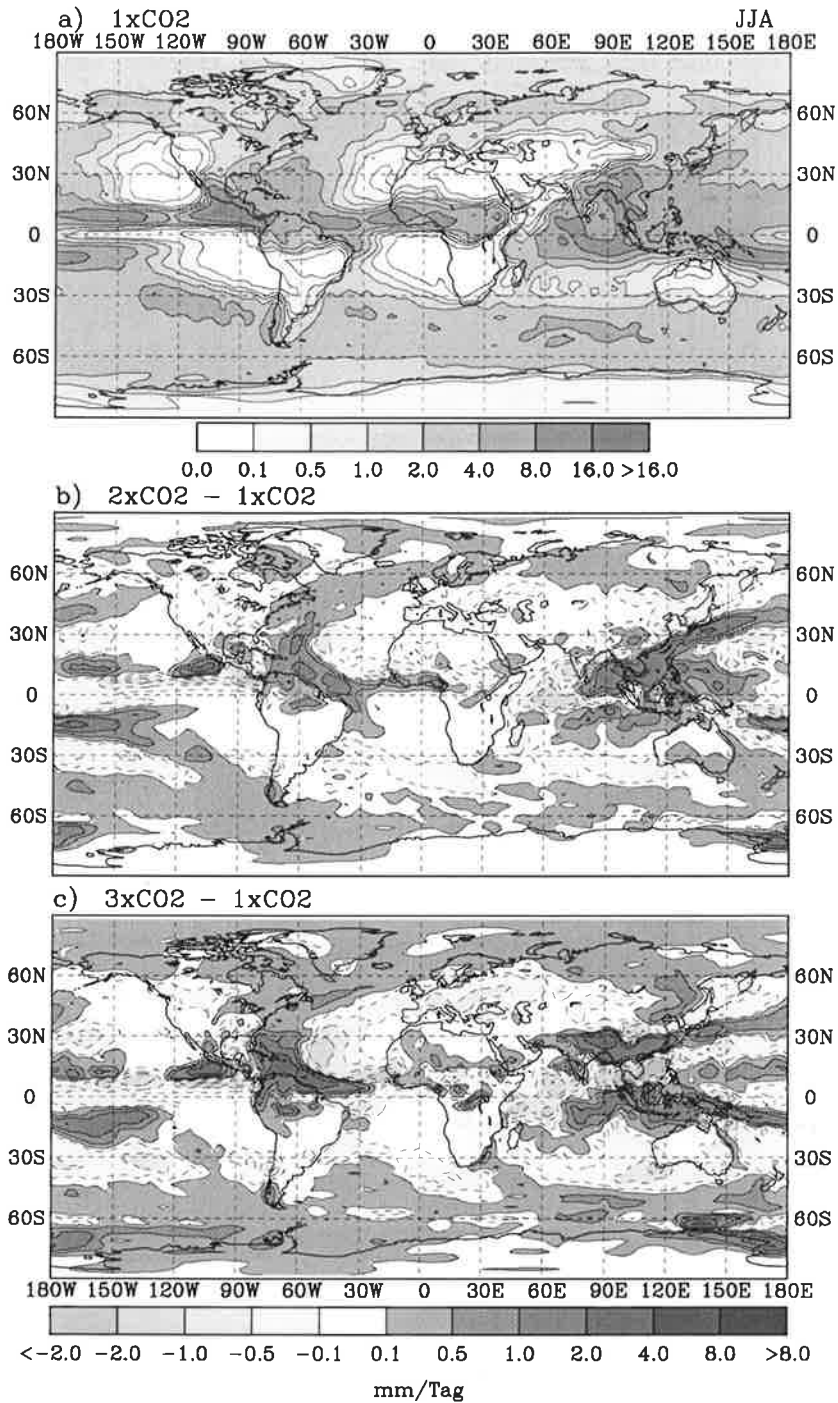 a) 1xCO2 JJA
180W 150W 120W 90W 60W 30W 0 30E 60E 90E 120E 150E 180E
60N 60N
30N 30N
0 0
30S 30S
60S 60S
0.0 0.1 0.5 1.0 2.0 4.0 8.0 16.0 >16.0
b) 2xCO2 - 1xCO2
60N 60N
30N 30N
0 0
30S 30S
60S 60S
c) 3xCO2 - 1xCO2
60N 60N
30N 30N
0 0
30S 30S
60S 60S
180W 150W 120W 90W 60W 30W 0 30E 60E 90E 120E 150E 180E
<-2.0 -2.0 -1.0 -0.5 -0.1 0.1 0.5 1.0 2.0 4.0 8.0 >8.0
mm/Tag